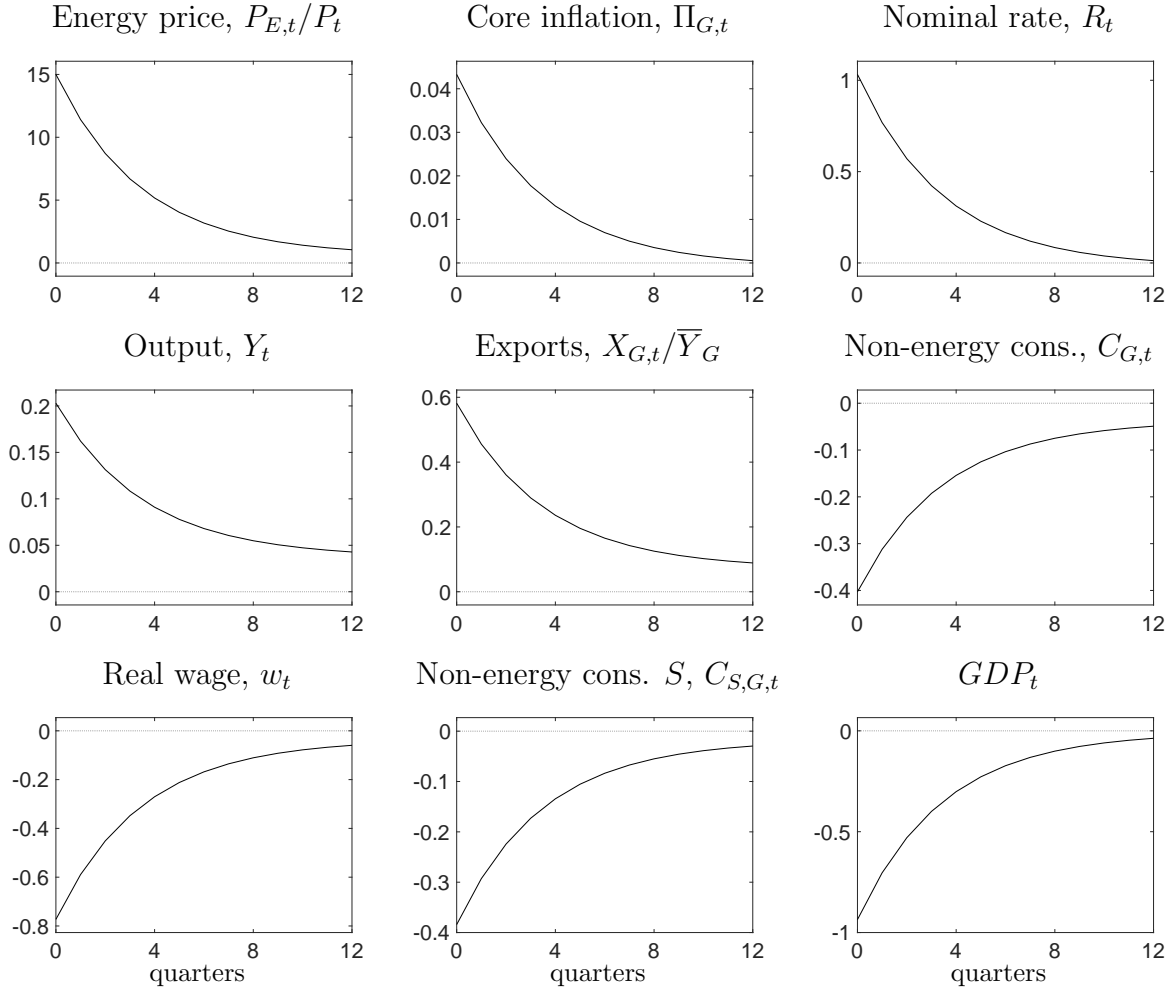 Energy price, $P_{E,t}/P_t$
Core inflation, $\Pi_{G,t}$
Nominal rate, $R_t$
15
10
5
0
0 4 8 12
0.04
0.03
0.02
0.01
0
0 4 8 12
1
0.5
0
0 4 8 12
Output, $Y_t$
Exports, $X_{G,t}/\overline{Y}_G$
Non-energy cons., $C_{G,t}$
0.2
0.15
0.1
0.05
0
0 4 8 12
0.6
0.4
0.2
0
0 4 8 12
0
-0.1
-0.2
-0.3
-0.4
0 4 8 12
Real wage, $w_t$
Non-energy cons. $S$, $C_{S,G,t}$
$GDP_t$
0
-0.2
-0.4
-0.6
-0.8
0 4 8 12
quarters
0
-0.1
-0.2
-0.3
-0.4
0 4 8 12
quarters
0
-0.5
-1
0 4 8 12
quarters